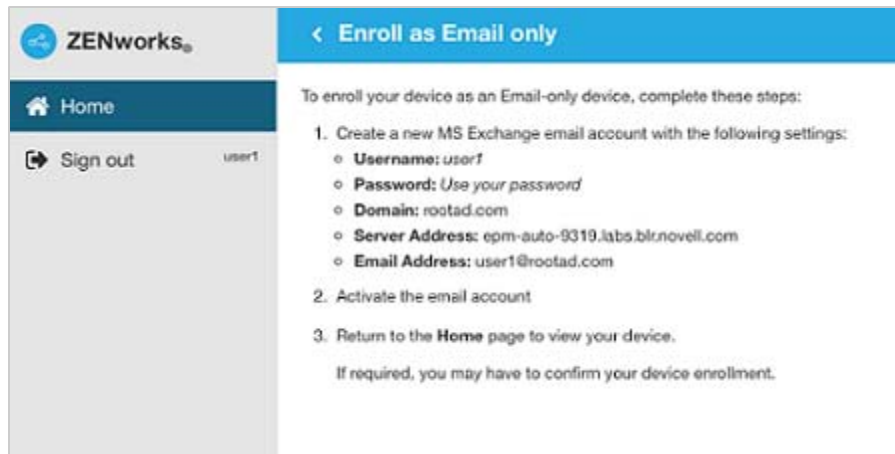 ZENworks®
Home
Sign out user1
Enroll as Email only
To enroll your device as an Email-only device, complete these steps:
1. Create a new MS Exchange email account with the following settings:
Username: user1
Password: Use your password
Domain: rootad.com
Server Address: epm-auto-9319.labs.blr.novell.com
Email Address: user1@rootad.com
2. Activate the email account
3. Return to the Home page to view your device.
If required, you may have to confirm your device enrollment.